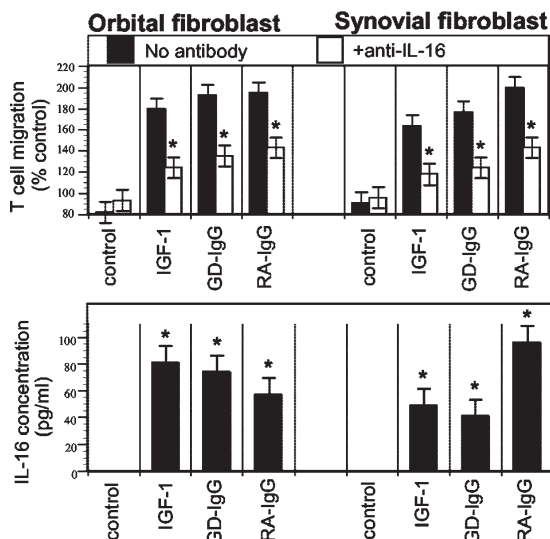 Orbital fibroblast Synovial fibroblast
No antibody +anti-IL-16
T cell migration
(% control)
220
200
180
160
140
120
100
80
* * * * * *
control IGF-1 GD-IgG RA-IgG control IGF-1 GD-IgG RA-IgG
IL-16 concentration
(pg/ml)
100
80
60
40
20
0
* * * * * *
control IGF-1 GD-IgG RA-IgG control IGF-1 GD-IgG RA-IgG